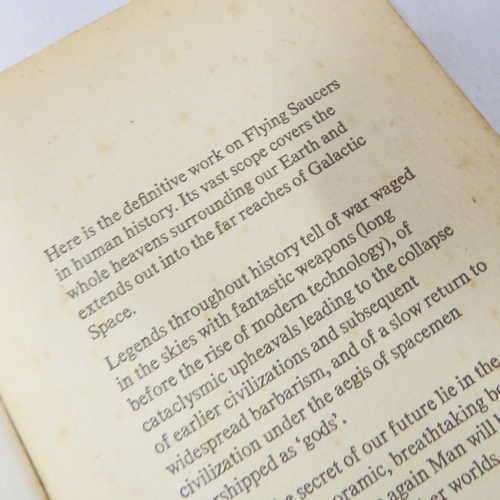 Here is the definitive work on Flying Saucers
in human history. Its vast scope covers the
whole heavens surrounding our Earth and
extends out into the far reaches of Galactic
Space.
Legends throughout history tell of war waged
in the skies with fantastic weapons (long
before the rise of modern technology), of
cataclysmic upheavals leading to the collapse
of earlier civilizations and subsequent
widespread barbarism, and of a slow return to
civilization under the aegis of spacemen
as 'gods'.
secret of our future lie in the
breathtaking
again Man will
worlds